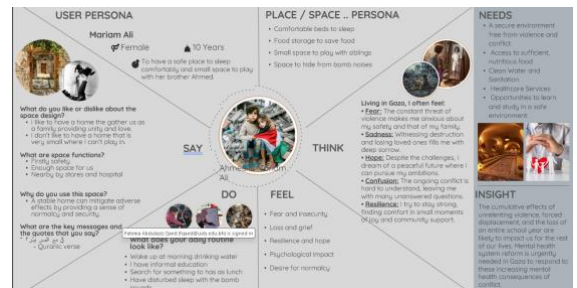 USER PERSONA
Mariam Ali
Female
10 Years
To have a safe place to sleep
comfortably and small space to play
with her brother Ahmed.
What do you like or dislike about the
space design?
• I like to have a home the gather us as
a family providing unity and love.
• I don't like to have a home that is
very small where I can't play in.
What are space functions?
• Firstly safety
• Enough space for us
• Nearby by stores and hospital
Why do you use this space?
• A stable home can mitigate adverse
effects by providing a sense of
normalcy and security.
What are the key messages and
the quotes that you say?
- Quranic verse
PLACE / SPACE .. PERSONA
• Comfortable beds to sleep
• Food storage to save food
• Small space to play with siblings
• Space to hide from bomb noises
SAY
THINK
DO
FEEL
Ali
What does your daily routine
look like?
• Wake up at morning drinking water
• I have informal education
• Search for something to has as lunch
• Have disturbed sleep with the bomb
• Fear and insecurity
• Loss and grief
• Resilience and hope
• Psychological impact
• Desire for normalcy
Living in Gaza, I often feel:
• Fear: The constant threat of
violence makes me anxious about
my safety and that of my family.
• Sadness: Witnessing destruction
and losing loved ones fills me with
deep sorrow.
• Hope: Despite the challenges, I
dream of a peaceful future where I
can pursue my ambitions.
• Confusion: The ongoing conflict is
hard to understand, leaving me
with many unanswered questions.
• Resilience: I try to stay strong,
finding comfort in small moments
of joy and community support.
NEEDS
• A secure environment
free from violence and
conflict
• Access to sufficient,
nutritious food
• Clean Water and
Sanitation
• Healthcare Services
• Opportunities to learn
and study in a safe
environment
INSIGHT
The cumulative effects of
unrelenting violence, forced
displacement, and the loss of
an entire school year are
likely to impact us for the rest
of our lives. Mental health
system reform is urgently
needed in Gaza to respond to
these increasing mental
health consequences of
conflict.